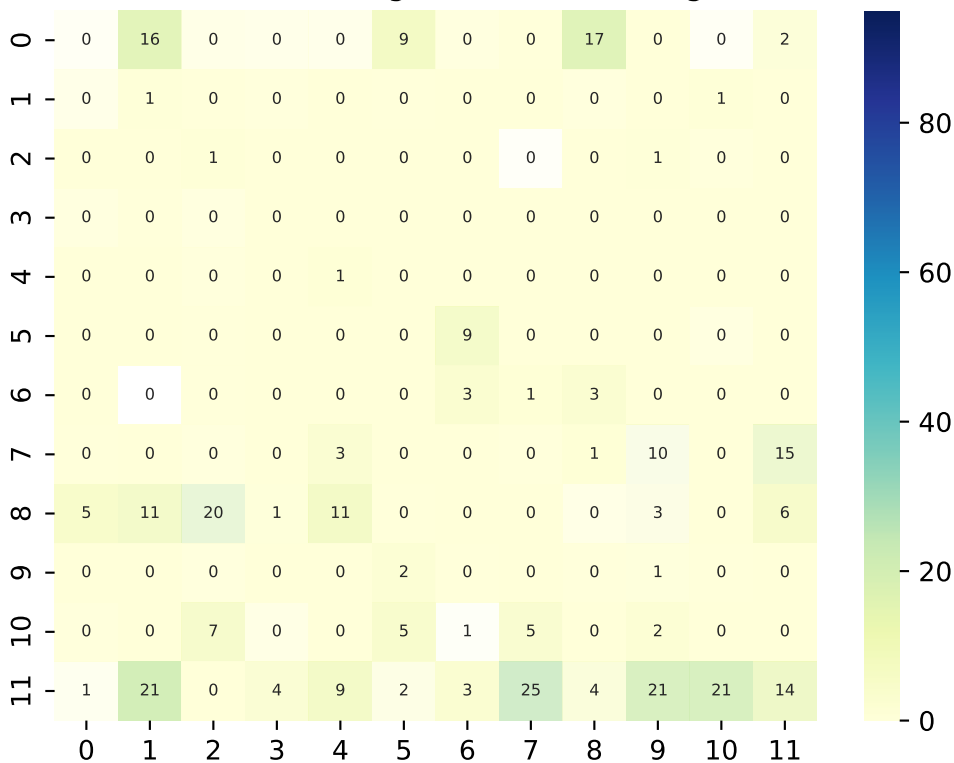 0 0 16 0 0 0 9 0 0 17 0 0 2
1 0 1 0 0 0 0 0 0 0 0 1 0
2 0 0 1 0 0 0 0 0 0 1 0 0
3 0 0 0 0 0 0 0 0 0 0 0 0
4 0 0 0 0 1 0 0 0 0 0 0 0
5 0 0 0 0 0 0 9 0 0 0 0 0
6 0 0 0 0 0 0 3 1 3 0 0 0
7 0 0 0 0 3 0 0 0 1 10 0 15
8 5 11 20 1 11 0 0 0 0 3 0 6
9 0 0 0 0 0 2 0 0 0 1 0 0
10 0 0 7 0 0 5 1 5 0 2 0 0
11 1 21 0 4 9 2 3 25 4 21 21 14
0 1 2 3 4 5 6 7 8 9 10 11
80
60
40
20
0